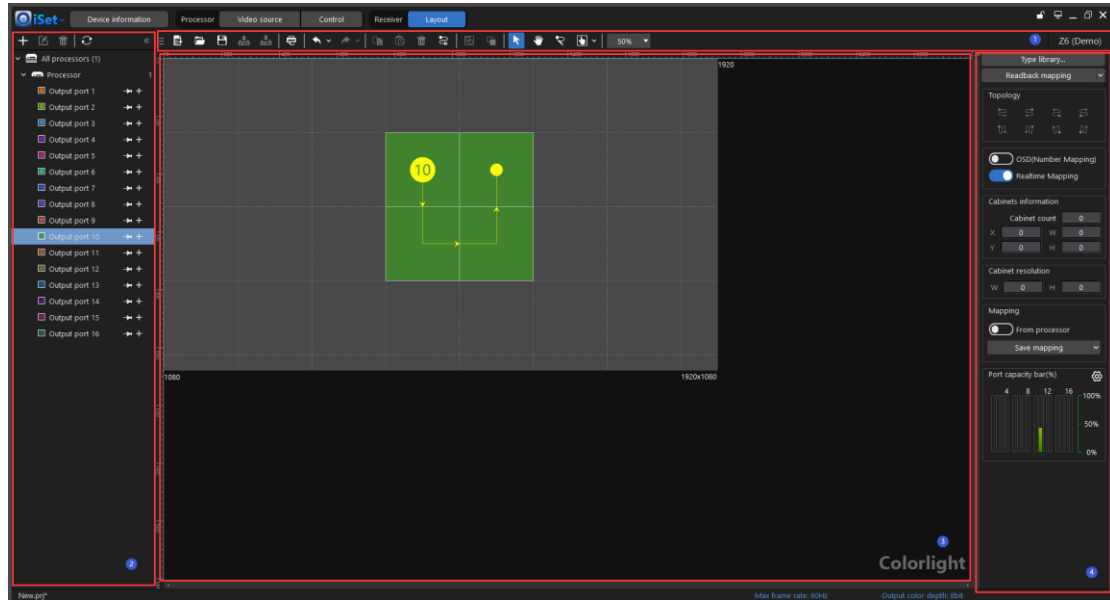 iSet Device information Processor Video source Control Receiver Layout
50% 1 Z6 (Demo)
All processors (1)
Processor 1
Output port 1
Output port 2
Output port 3
Output port 4
Output port 5
Output port 6
Output port 7
Output port 8
Output port 9
Output port 10
Output port 11
Output port 12
Output port 13
Output port 14
Output port 15
Output port 16
2
1920
10
1080 1920x1080
3
Colorlight
Type library...
Readback mapping
Topology
OSD(Number Mapping)
Realtime Mapping
Cabinets information
Cabinet count 0
X 0 W 0
Y 0 H 0
Cabinet resolution
W 0 H 0
Mapping
From processor
Save mapping
Port capacity bar(%)
4 8 12 16
100%
50%
0%
4
New.prj* Max frame rate: 60Hz Output color depth: 8bit